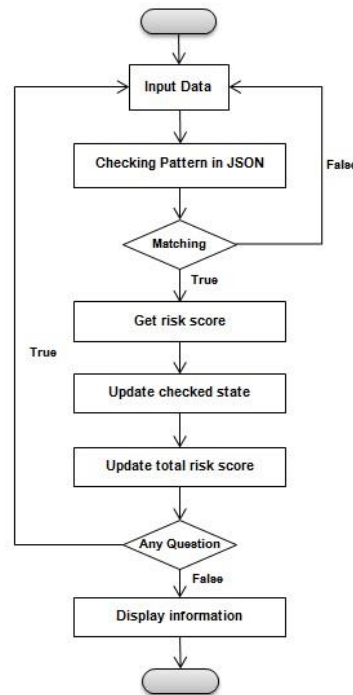 Input Data
Checking Pattern in JSON
False
Matching
True
Get risk score
True
Update checked state
Update total risk score
Any Question
False
Display information